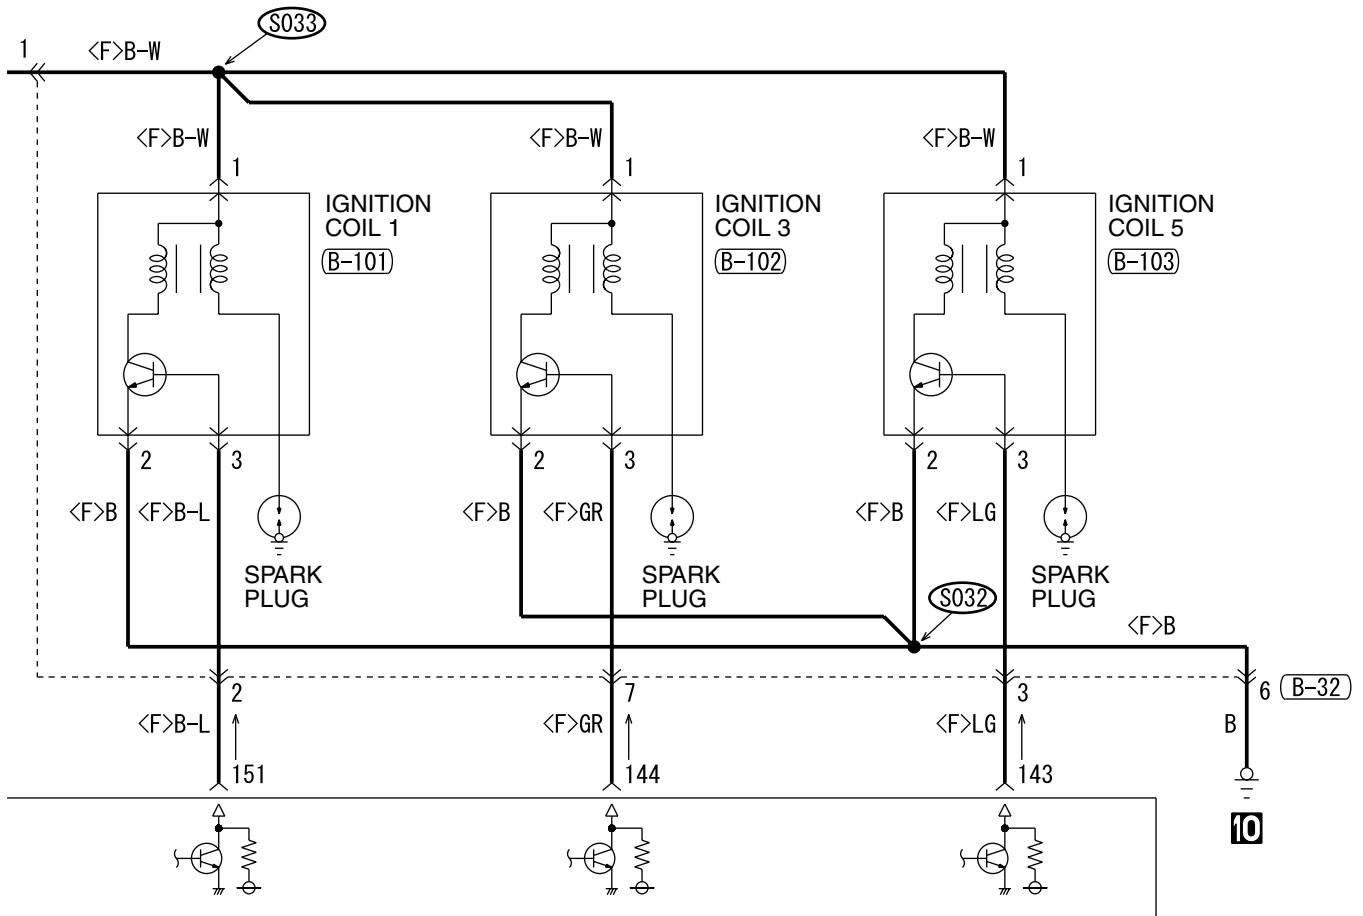 S033
1
<F>B-W
<F>B-W
<F>B-W
<F>B-W
1
1
1
IGNITION
COIL 1
B-101
IGNITION
COIL 3
B-102
IGNITION
COIL 5
B-103
2
3
2
3
2
3
<F>B
<F>B-L
<F>B
<F>GR
<F>B
<F>LG
SPARK
PLUG
SPARK
PLUG
SPARK
PLUG
S032
<F>B
2
7
3
6
B-32
<F>B-L
<F>GR
<F>LG
B
151
144
143
10